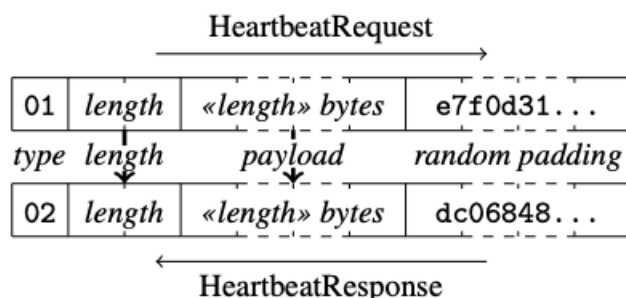 HeartbeatRequest
01 length «length» bytes e7f0d31...
type length payload random padding
02 length «length» bytes dc06848...
HeartbeatResponse